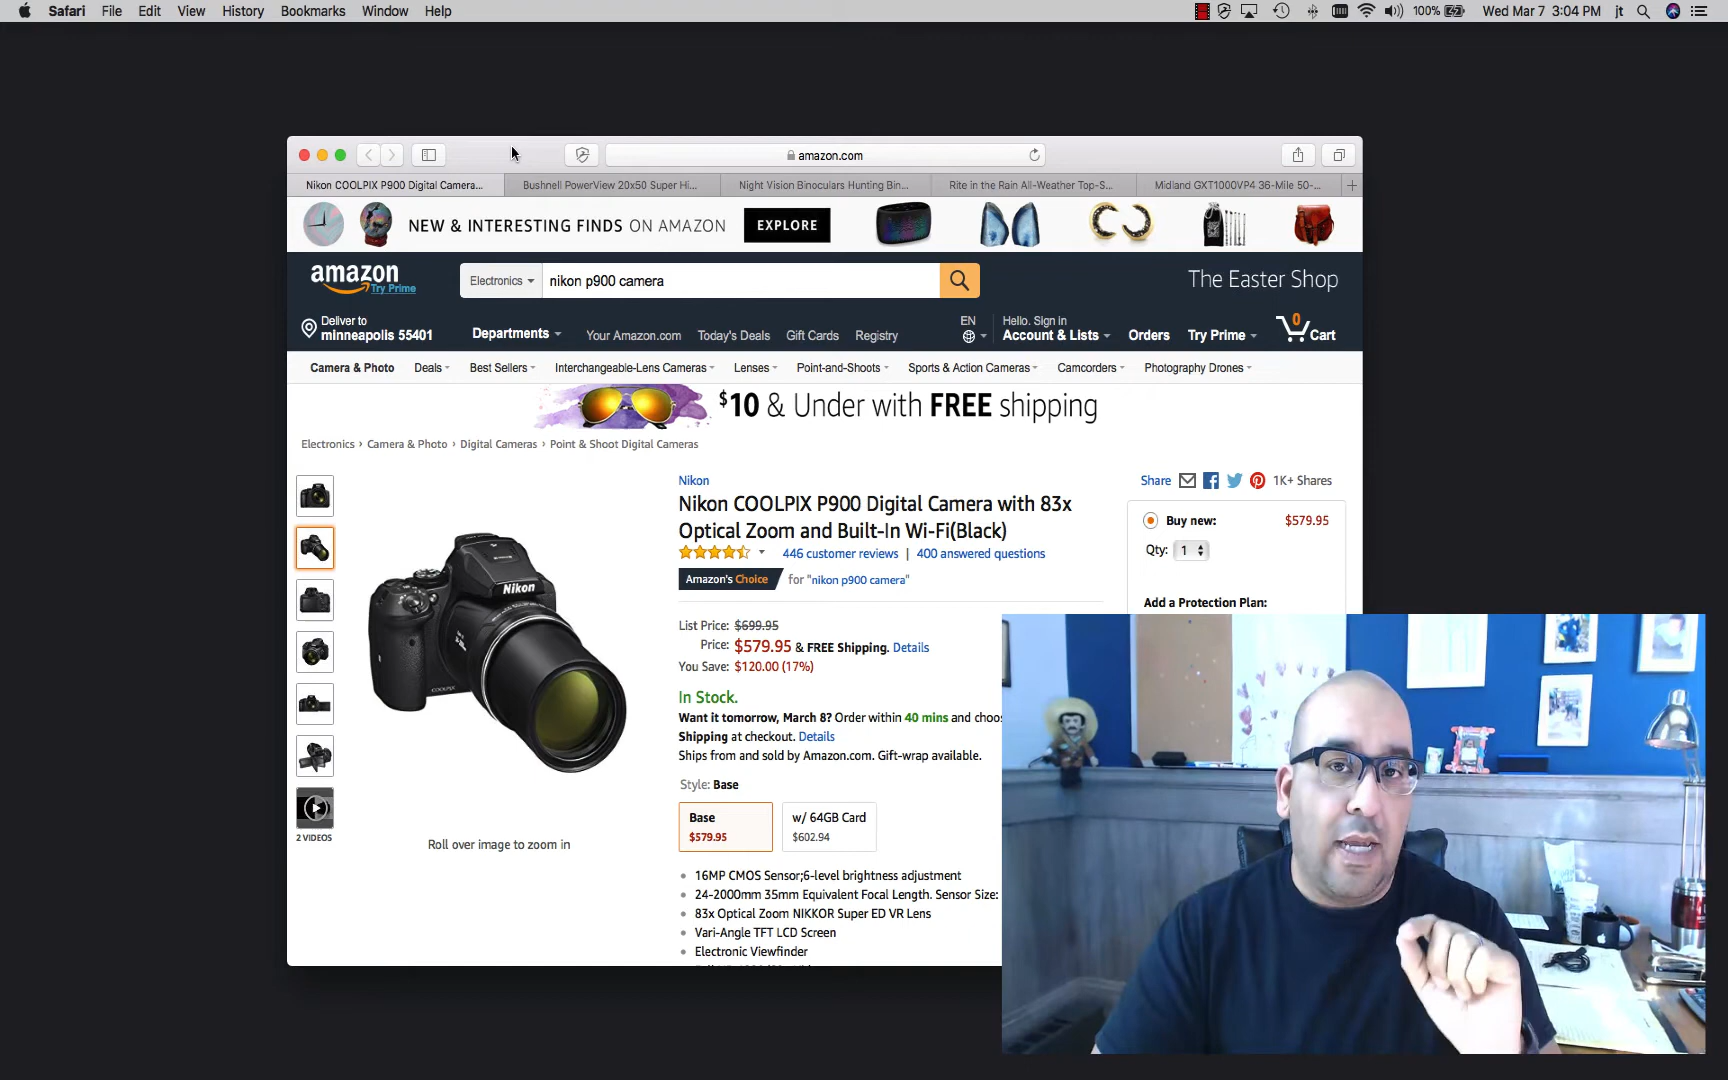 Safari File Edit View History Bookmarks Window Help 100% Wed Mar 7 3:04 PM jt
amazon.com
Nikon COOLPIX P900 Digital Camera... Bushnell PowerView 20x50 Super Hi... Night Vision Binoculars Hunting Bin... Rite in the Rain All-Weather Top-S... Midland GXT1000VP4 36-Mile 50-...
NEW & INTERESTING FINDS ON AMAZON EXPLORE
amazon
Try Prime
Electronics nikon p900 camera
The Easter Shop
Deliver to
minneapolis 55401
Departments Your Amazon.com Today's Deals Gift Cards Registry
EN
Hello. Sign in
Account & Lists Orders Try Prime 0 Cart
Camera & Photo Deals Best Sellers Interchangeable-Lens Cameras Lenses Point-and-Shoots Sports & Action Cameras Camcorders Photography Drones
$10 & Under with FREE shipping
Electronics › Camera & Photo › Digital Cameras › Point & Shoot Digital Cameras
Nikon
Nikon COOLPIX P900 Digital Camera with 83x
Optical Zoom and Built-In Wi-Fi(Black)
446 customer reviews | 400 answered questions
Amazon's Choice for "nikon p900 camera"
List Price: $699.95
Price: $579.95 & FREE Shipping. Details
You Save: $120.00 (17%)
In Stock.
Want it tomorrow, March 8? Order within 40 mins and choo
Shipping at checkout. Details
Ships from and sold by Amazon.com. Gift-wrap available.
Style: Base
Base
$579.95
w/ 64GB Card
$602.94
16MP CMOS Sensor;6-level brightness adjustment
24-2000mm 35mm Equivalent Focal Length. Sensor Size:
83x Optical Zoom NIKKOR Super ED VR Lens
Vari-Angle TFT LCD Screen
Electronic Viewfinder
Share 1K+ Shares
Buy new: $579.95
Qty: 1
Add a Protection Plan:
Nikon
COOLPIX
2 VIDEOS
Roll over image to zoom in